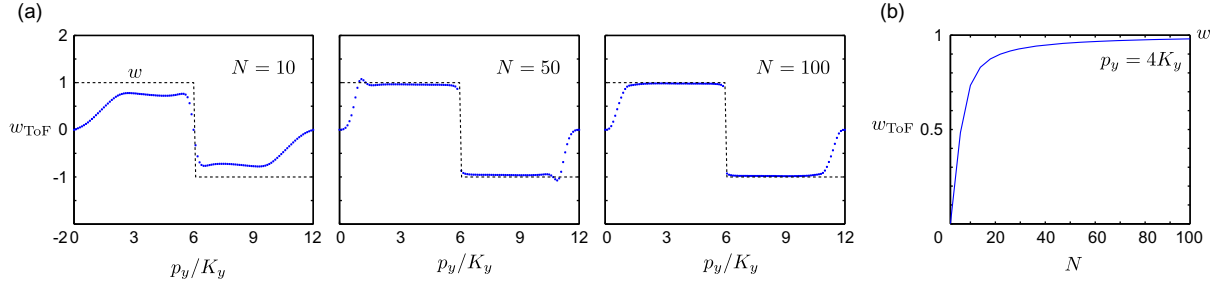 (a)
(b)
2
1
0
-1
-2
w_ToF
w
N = 10
N = 50
N = 100
0 3 6 9 12
0 3 6 9 12
0 3 6 9 12
p_y/K_y
p_y/K_y
p_y/K_y
1
0.5
0
w_ToF
w
p_y = 4K_y
20 40 60 80 100
N